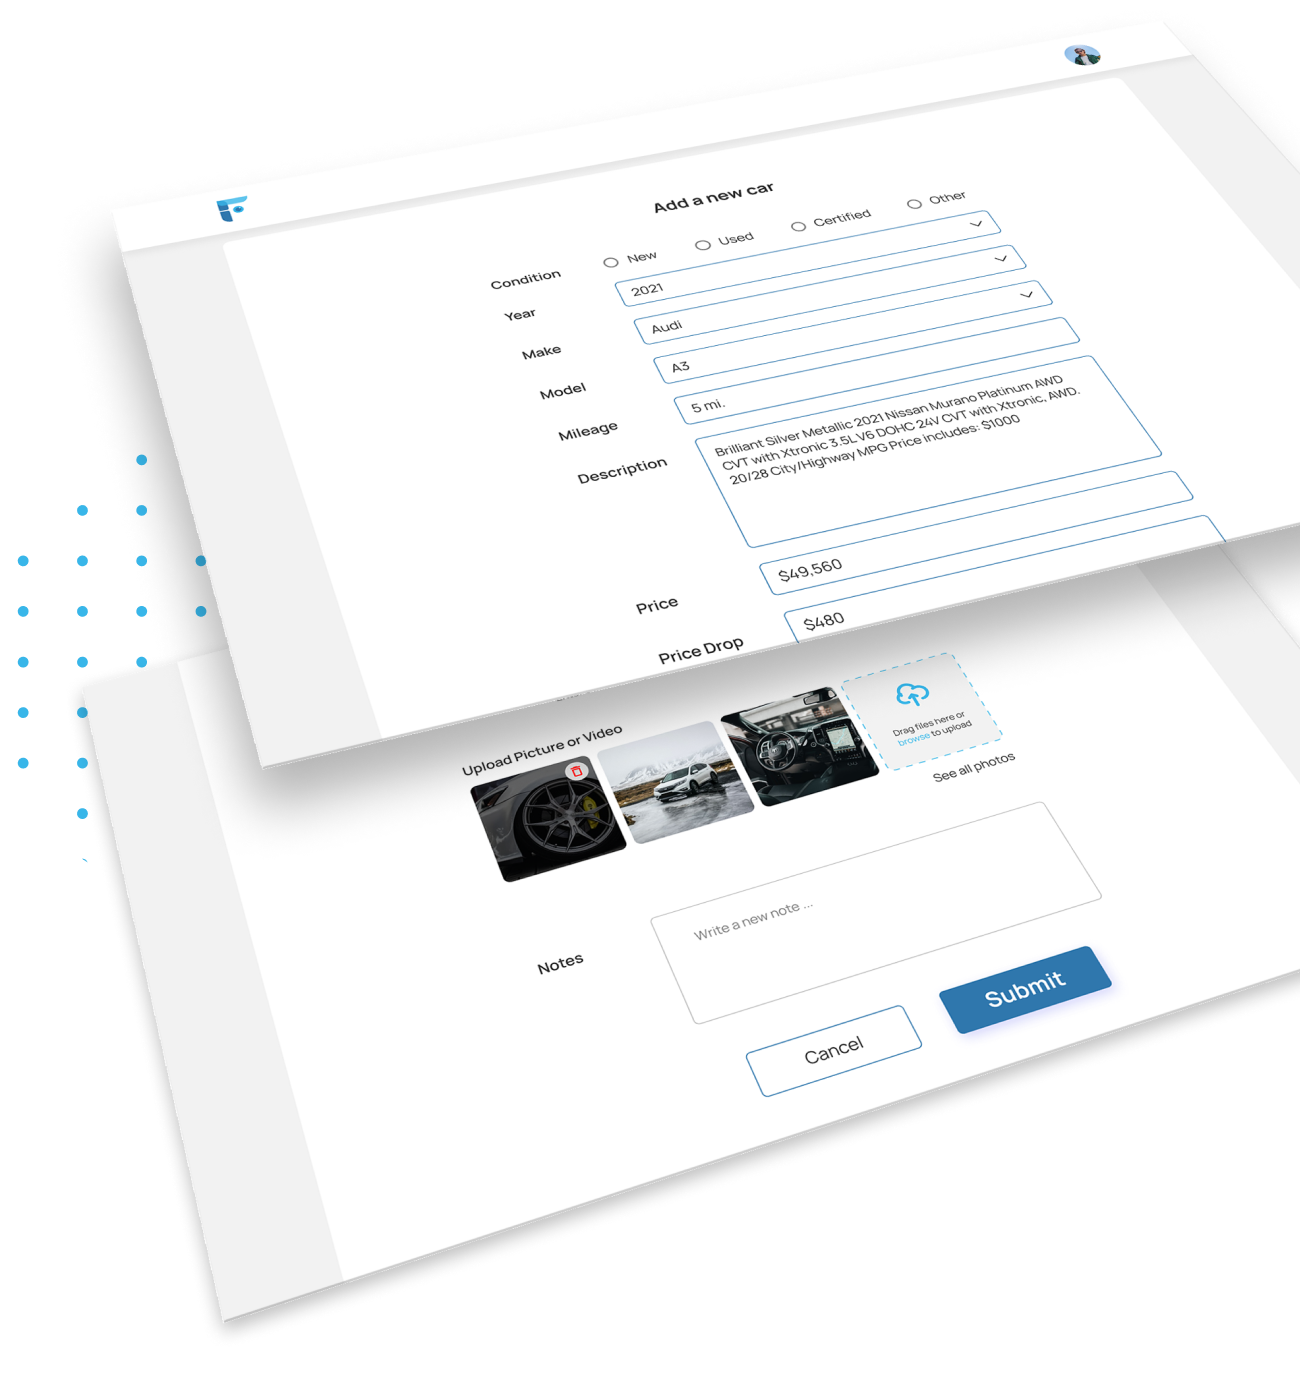 Add a new car
Condition
New
Used
Certified
Other
Year
2021
Make
Audi
Model
A3
Mileage
5 mi.
Description
Brilliant Silver Metallic 2021 Nissan Murano Platinum AWD
CVT with Xtronic 3.5L V6 DOHC 24V CVT with Xtronic, AWD.
20/28 City/Highway MPG Price includes: $1000
Price
$49,560
Price Drop
$480
Upload Picture or Video
Drag files here or
browse to upload
See all photos
Notes
Write a new note ...
Cancel
Submit